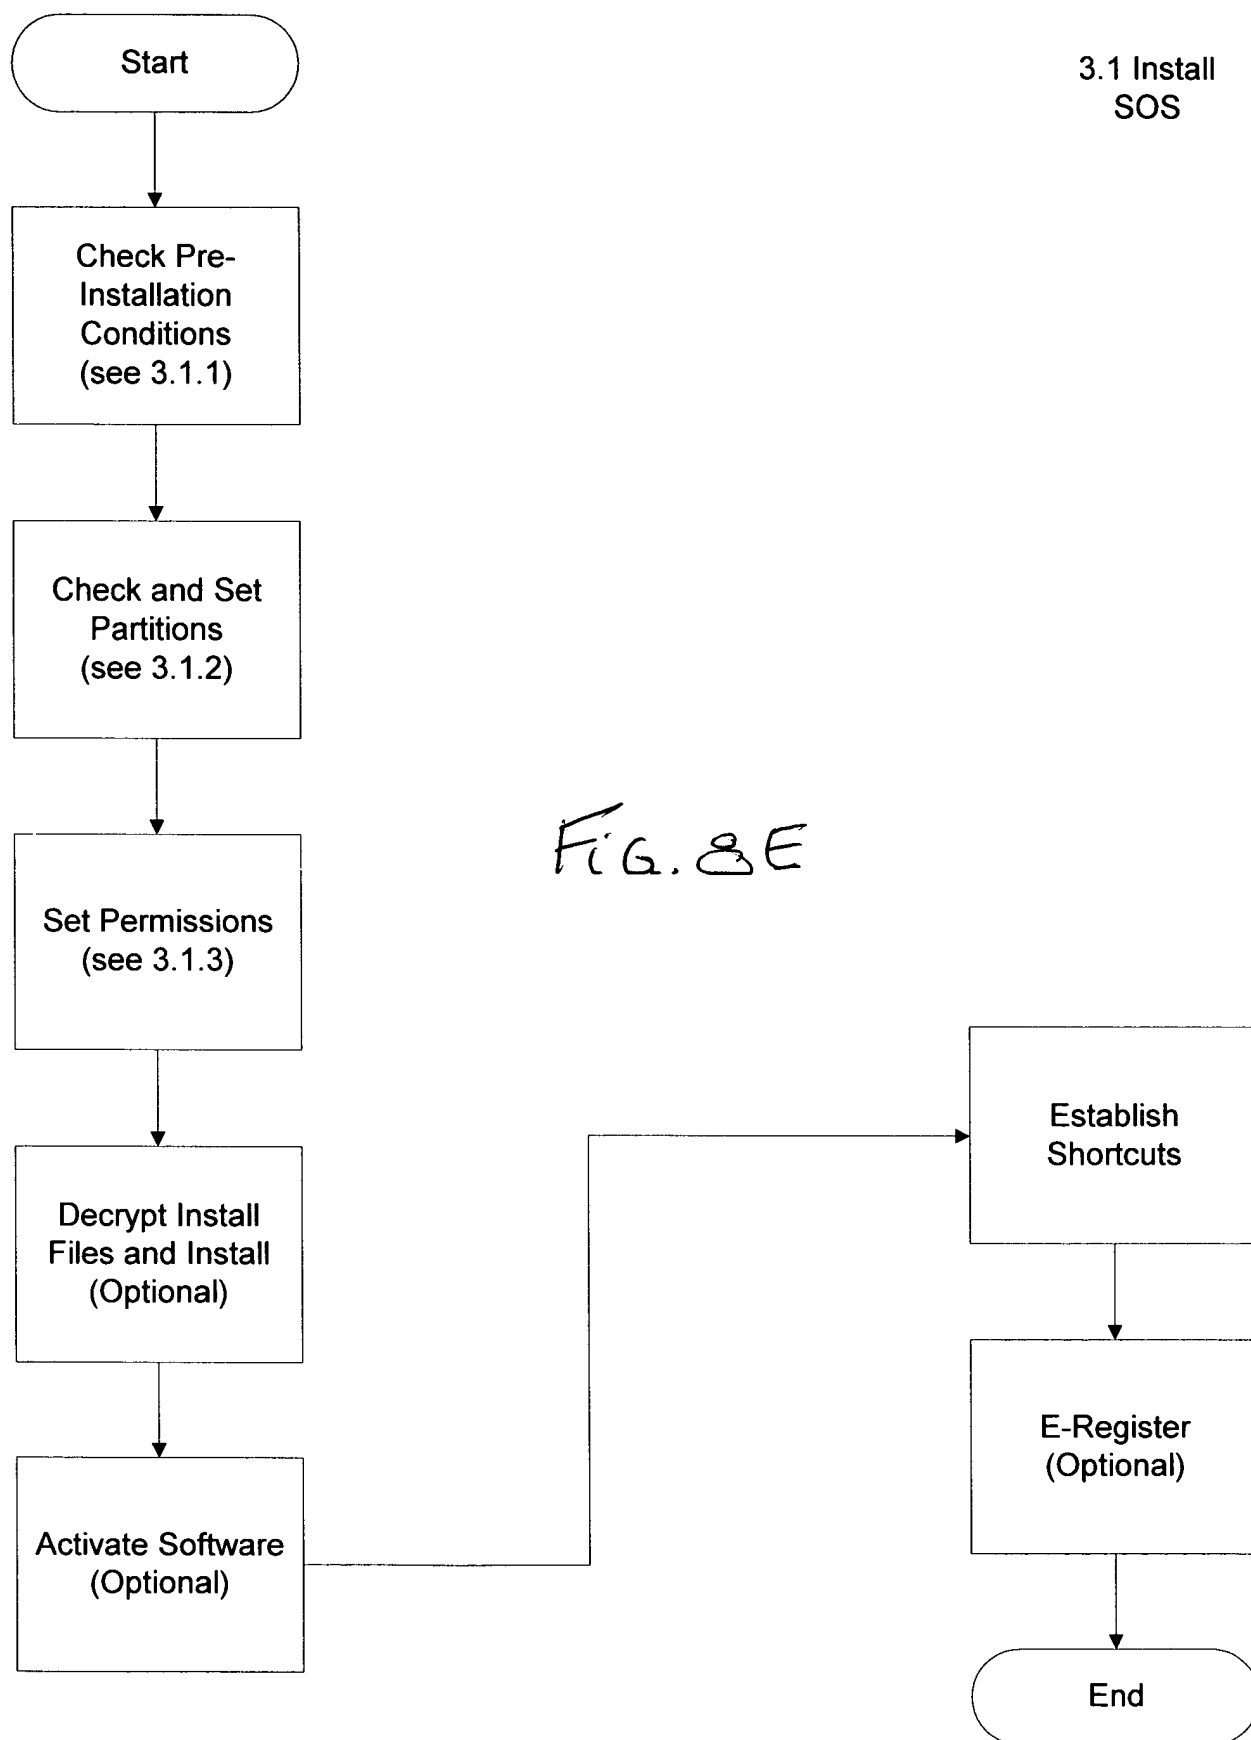 Start
3.1 Install
SOS
Check Pre-
Installation
Conditions
(see 3.1.1)
Check and Set
Partitions
(see 3.1.2)
Set Permissions
(see 3.1.3)
Decrypt Install
Files and Install
(Optional)
Activate Software
(Optional)
FiG. 8E
Establish
Shortcuts
E-Register
(Optional)
End